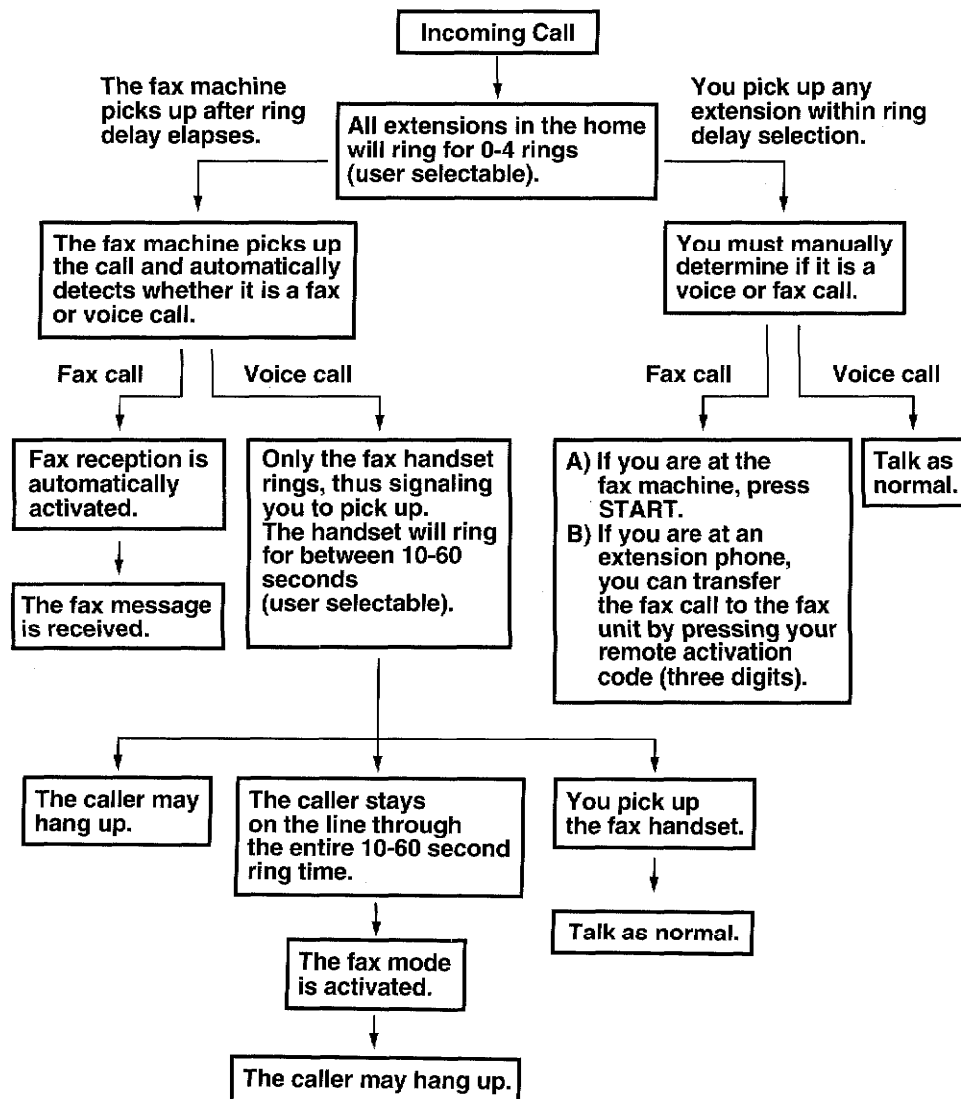 Incoming Call
The fax machine
picks up after ring
delay elapses.
You pick up any
extension within ring
delay selection.
All extensions in the home
will ring for 0-4 rings
(user selectable).
The fax machine picks up
the call and automatically
detects whether it is a fax
or voice call.
You must manually
determine if it is a
voice or fax call.
Fax call
Voice call
Fax call
Voice call
Fax reception is
automatically
activated.
The fax message
is received.
Only the fax handset
rings, thus signaling
you to pick up.
The handset will ring
for between 10-60
seconds
(user selectable).
A) If you are at the
fax machine, press
START.
B) If you are at an
extension phone,
you can transfer
the fax call to the fax
unit by pressing your
remote activation
code (three digits).
Talk as
normal.
The caller may
hang up.
The caller stays
on the line through
the entire 10-60 second
ring time.
You pick up
the fax handset.
Talk as normal.
The fax mode
is activated.
The caller may hang up.